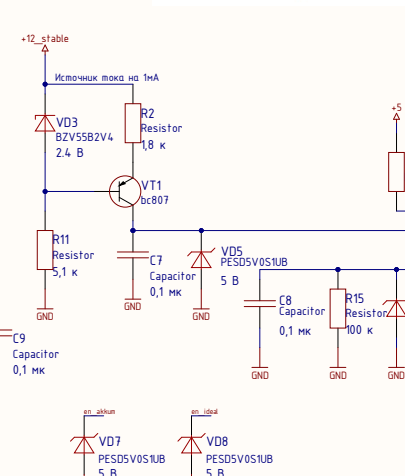 +12_stable
Источник тока на 1мА
VD3
BZV55B2V4
2.4 В
R2
Resistor
1,8 к
+5
VT1
bc807
R11
Resistor
5,1 к
C7
Capacitor
0,1 мк
VD5
PESD5V0S1UB
5 В
GND
GND
GND
C8
Capacitor
0,1 мк
R15
Resistor
100 к
C9
Capacitor
0,1 мк
GND
GND
GND
en_akkum
en_ideal
VD7
PESD5V0S1UB
5 В
VD8
PESD5V0S1UB
5 В